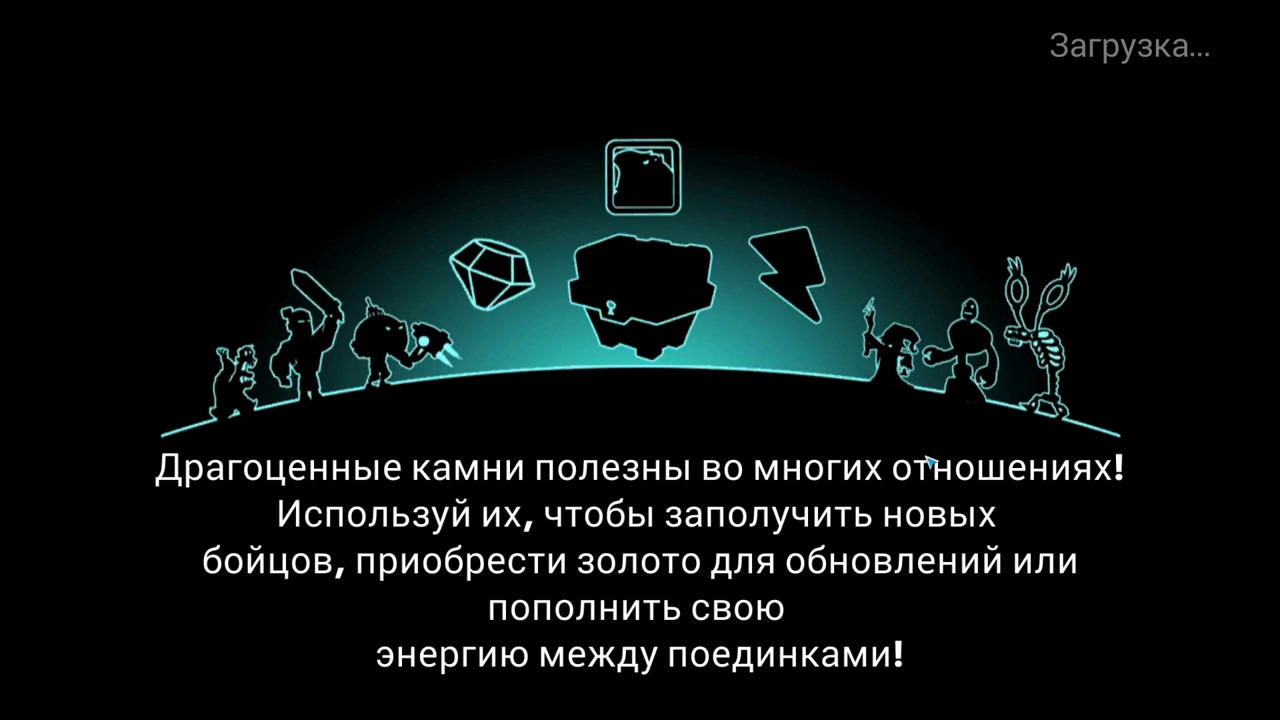 Загрузка...
Драгоценные камни полезны во многих отношениях!
Используй их, чтобы заполучить новых
бойцов, приобрести золото для обновлений или
пополнить свою
энергию между поединками!